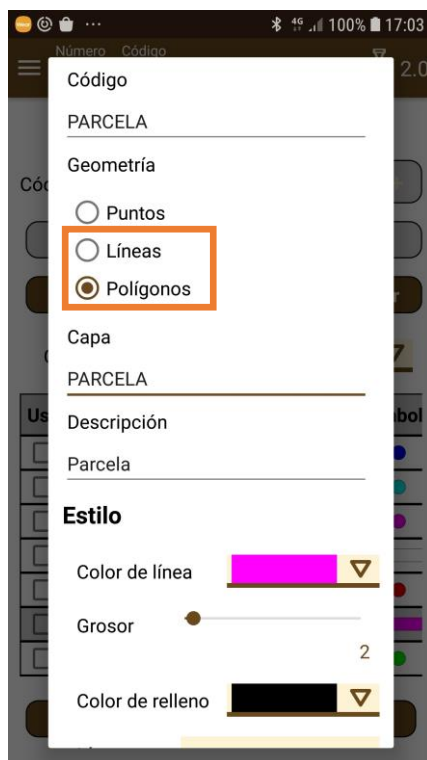 4G 100% 17:03
Número Código
2.0
Código
PARCELA
Geometría
Puntos
Líneas
Polígonos
Capa
PARCELA
Descripción
Parcela
Estilo
Color de línea
Grosor
2
Color de relleno